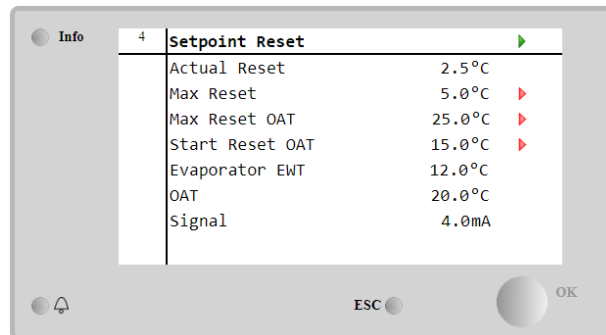 Info
4 Setpoint Reset
Actual Reset 2.5°C
Max Reset 5.0°C
Max Reset OAT 25.0°C
Start Reset OAT 15.0°C
Evaporator EWT 12.0°C
OAT 20.0°C
Signal 4.0mA
ESC
OK